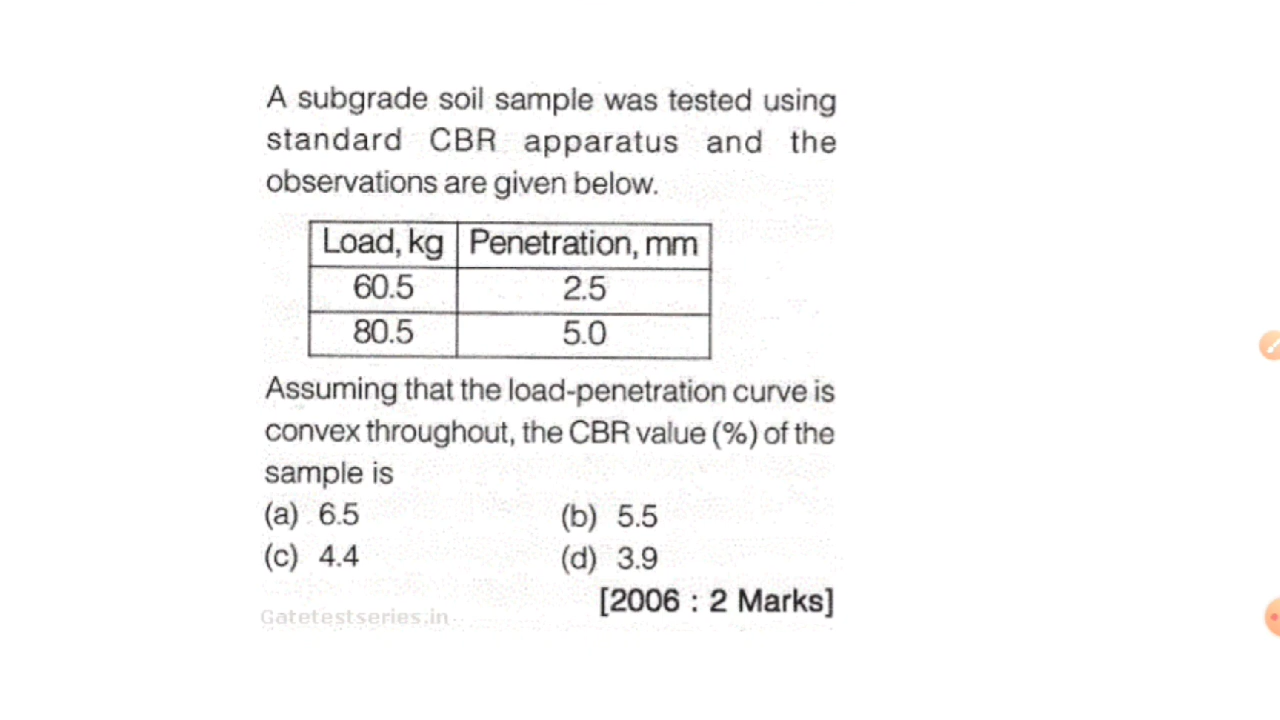 A subgrade soil sample was tested using
standard CBR apparatus and the
observations are given below.
Load, kg Penetration, mm
60.5 2.5
80.5 5.0
Assuming that the load-penetration curve is
convex throughout, the CBR value (%) of the
sample is
(a) 6.5 (b) 5.5
(c) 4.4 (d) 3.9
[2006 : 2 Marks]
Gatetestseries.in